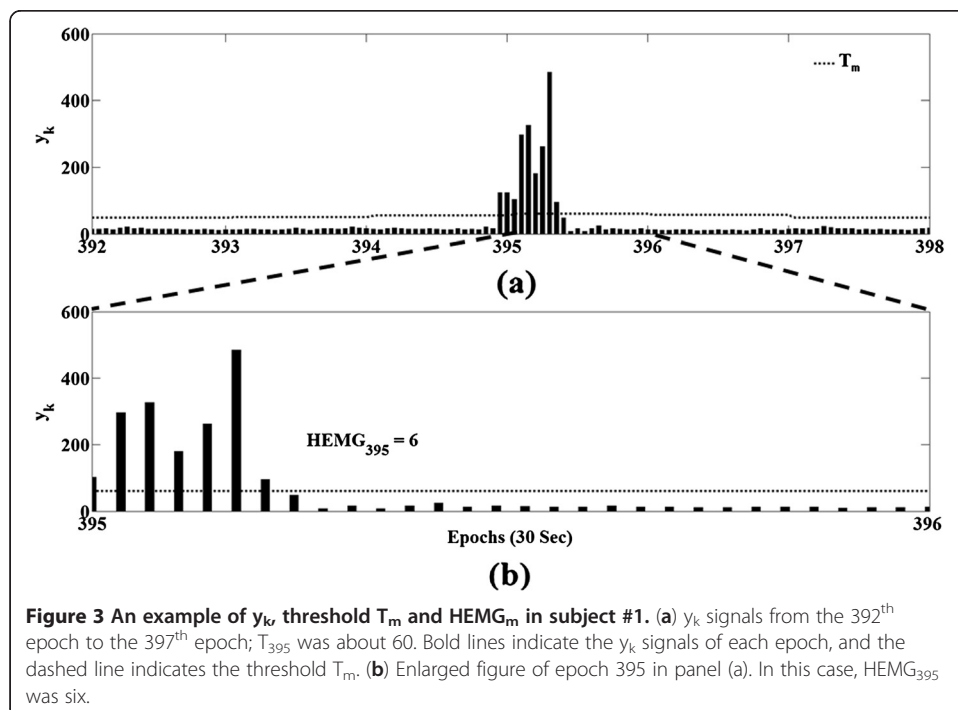 600
400
200
0
y_k
T_m
392
393
394
395
396
397
398
(a)
600
400
200
0
y_k
HEMG_395 = 6
395
396
Epochs (30 Sec)
(b)
Figure 3 An example of y_k, threshold T_m and HEMG_m in subject #1. (a) y_k signals from the 392^th
epoch to the 397^th epoch; T_395 was about 60. Bold lines indicate the y_k signals of each epoch, and the
dashed line indicates the threshold T_m. (b) Enlarged figure of epoch 395 in panel (a). In this case, HEMG_395
was six.